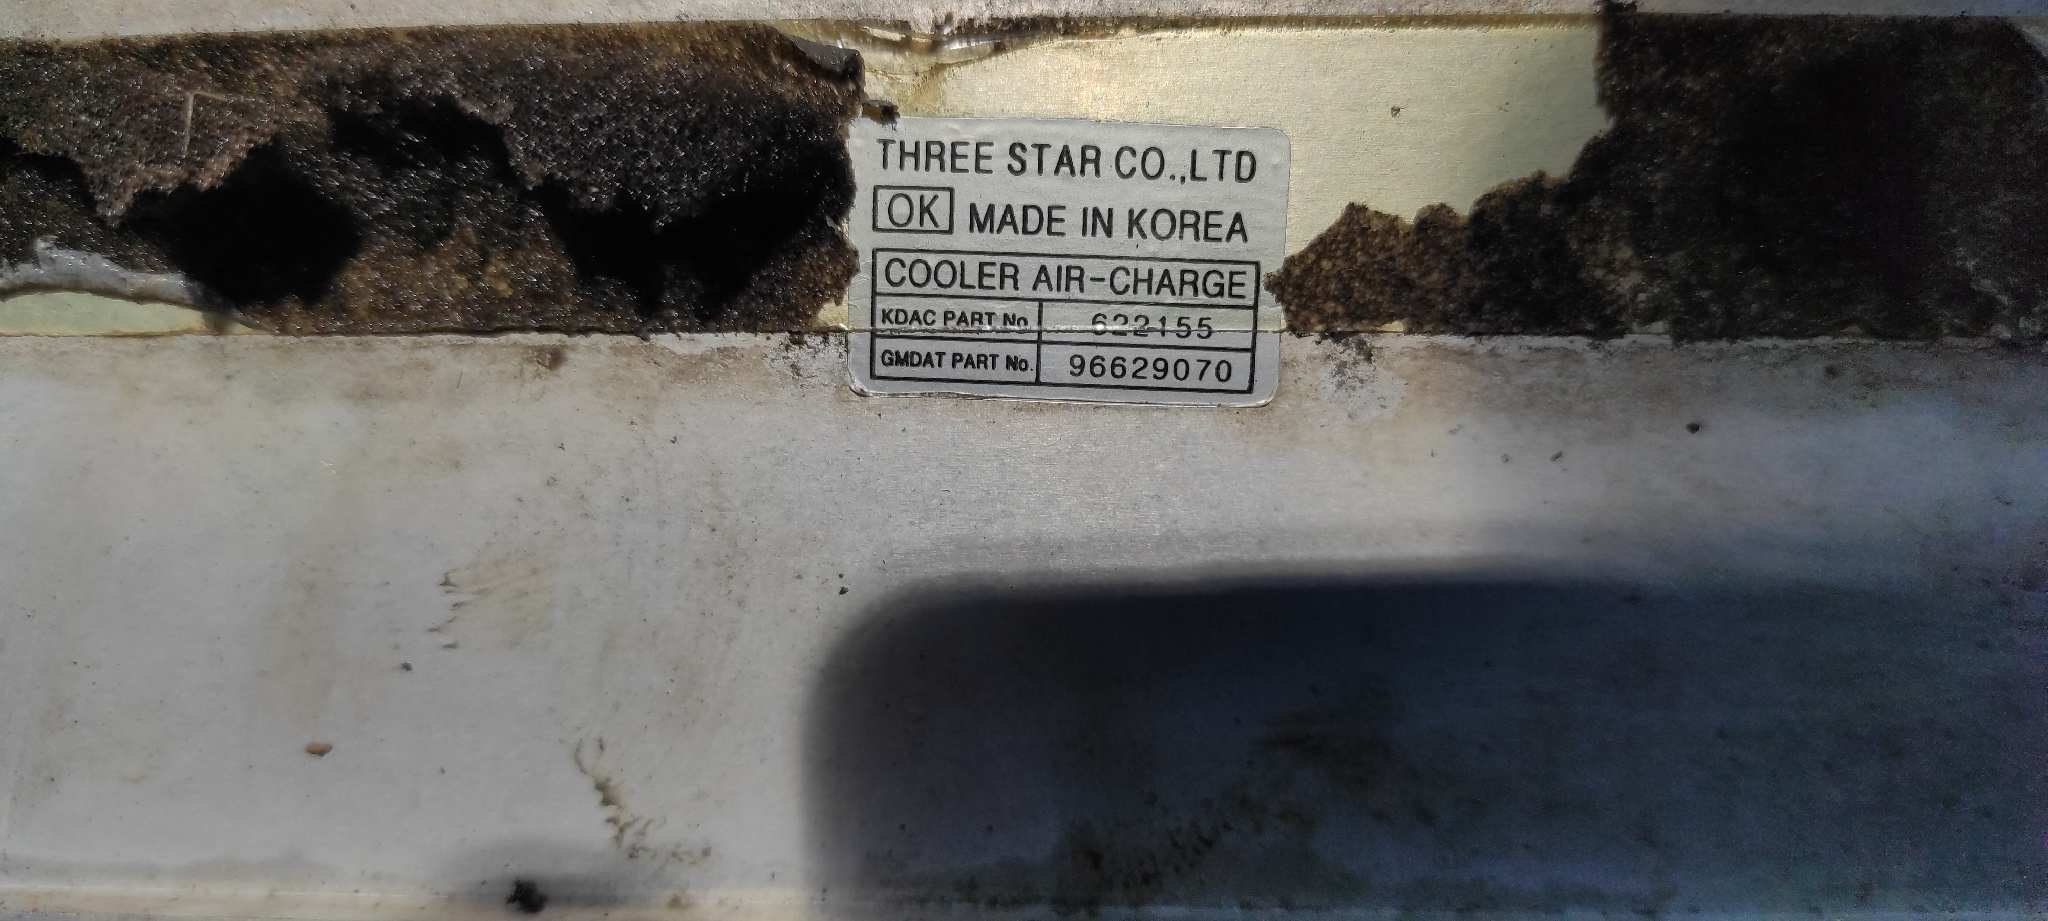 THREE STAR CO.,LTD
OK MADE IN KOREA
COOLER AIR-CHARGE
KDAC PART No. 622155
GMDAT PART No. 96629070